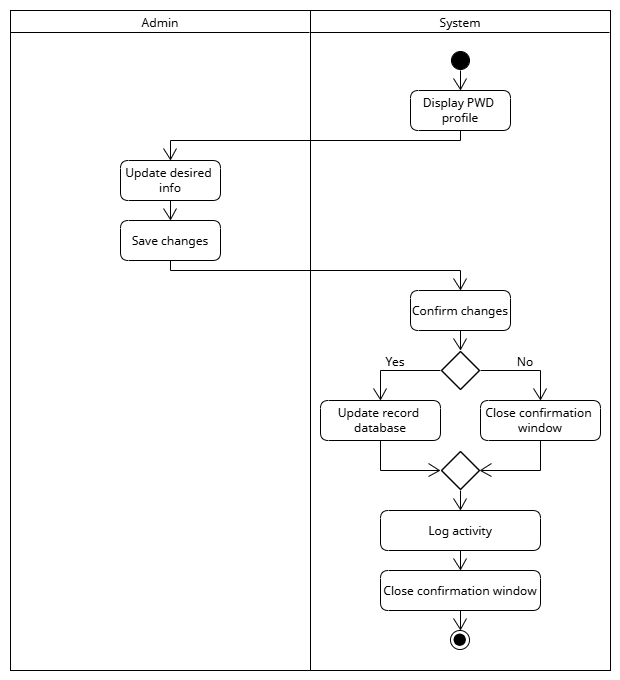 Admin
System
Display PWD
profile
Update desired
info
Save changes
Confirm changes
Yes
No
Update record
database
Close confirmation
window
Log activity
Close confirmation window